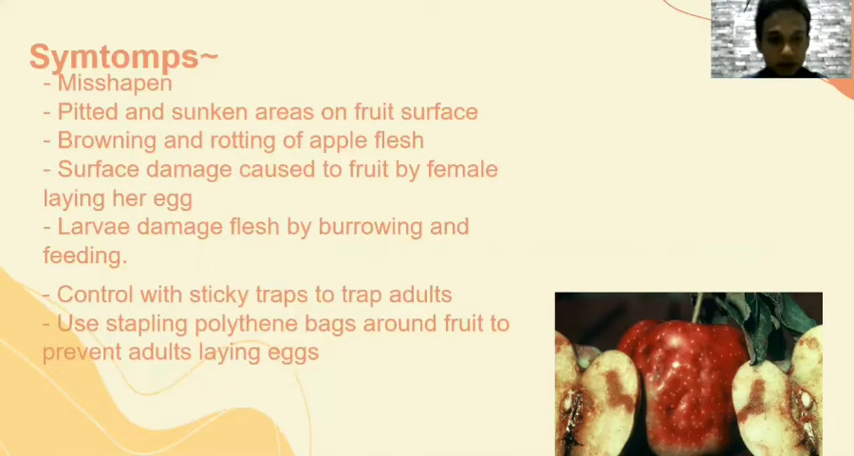 Symtomps~
- Misshapen
- Pitted and sunken areas on fruit surface
- Browning and rotting of apple flesh
- Surface damage caused to fruit by female
laying her egg
- Larvae damage flesh by burrowing and
feeding.
- Control with sticky traps to trap adults
- Use stapling polythene bags around fruit to
prevent adults laying eggs